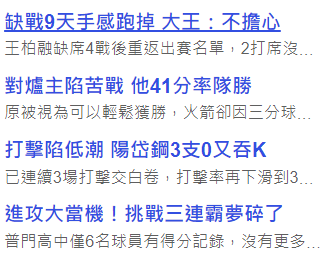 缺戰9天手感跑掉 大王：不擔心
王柏融缺席4戰後重返出賽名單，2打席沒...
對爐主陷苦戰 他41分率隊勝
原被視為可以輕鬆獲勝，火箭卻因三分球...
打擊陷低潮 陽岱鋼3支0又吞K
已連續3場打擊交白卷，打擊率再下滑到3...
進攻大當機！挑戰三連霸夢碎了
普門高中僅6名球員有得分記錄，沒有更多...